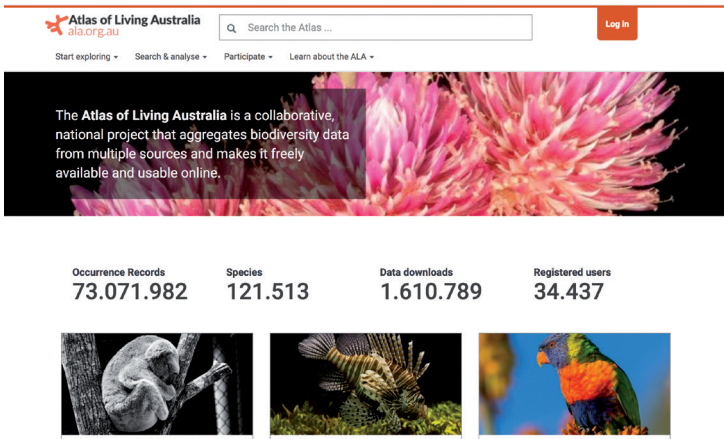 Atlas of Living Australia
ala.org.au
Search the Atlas ...
Log in
Start exploring
Search & analyse
Participate
Learn about the ALA
The Atlas of Living Australia is a collaborative,
national project that aggregates biodiversity data
from multiple sources and makes it freely
available and usable online.
Occurrence Records
73.071.982
Species
121.513
Data downloads
1.610.789
Registered users
34.437